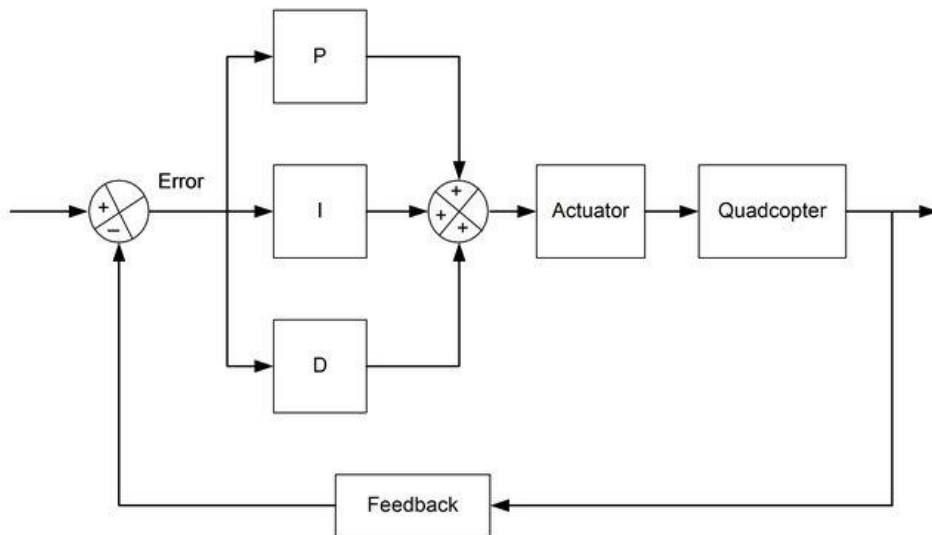 P
Error
+
−
I
+
+
+
Actuator
Quadcopter
D
Feedback